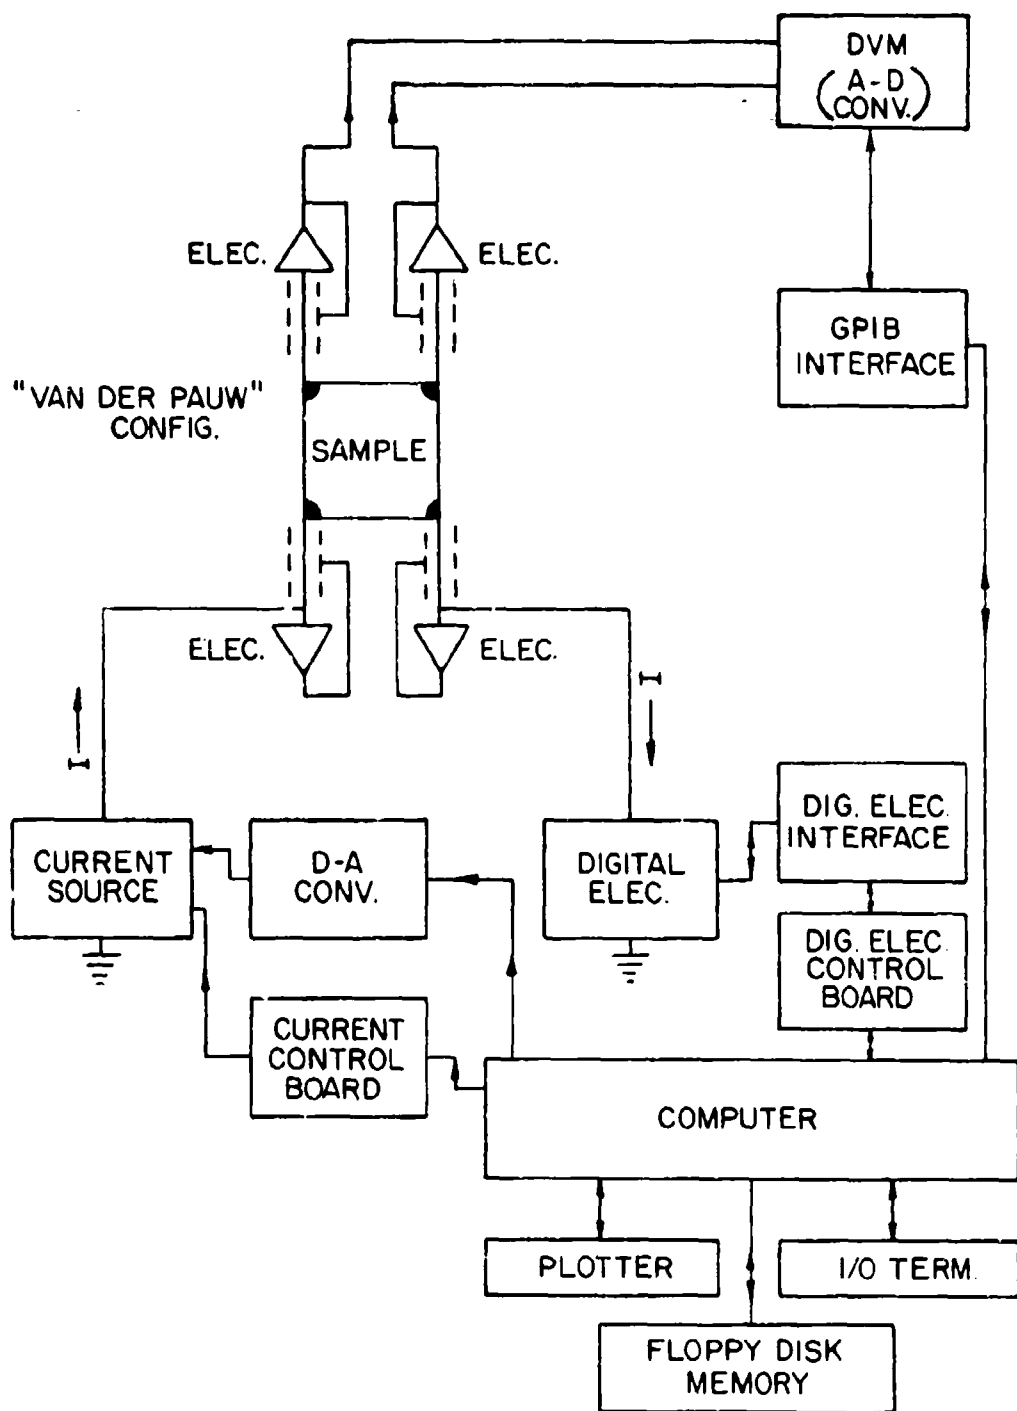 DVM
(A-D
CONV.)
ELEC.
ELEC.
GPIB
INTERFACE
"VAN DER PAUW"
CONFIG.
SAMPLE
ELEC.
ELEC.
I
I
CURRENT
SOURCE
D-A
CONV.
DIGITAL
ELEC.
DIG. ELEC.
INTERFACE
DIG. ELEC
CONTROL
BOARD
CURRENT
CONTROL
BOARD
COMPUTER
PLOTTER
I/O TERM.
FLOPPY DISK
MEMORY